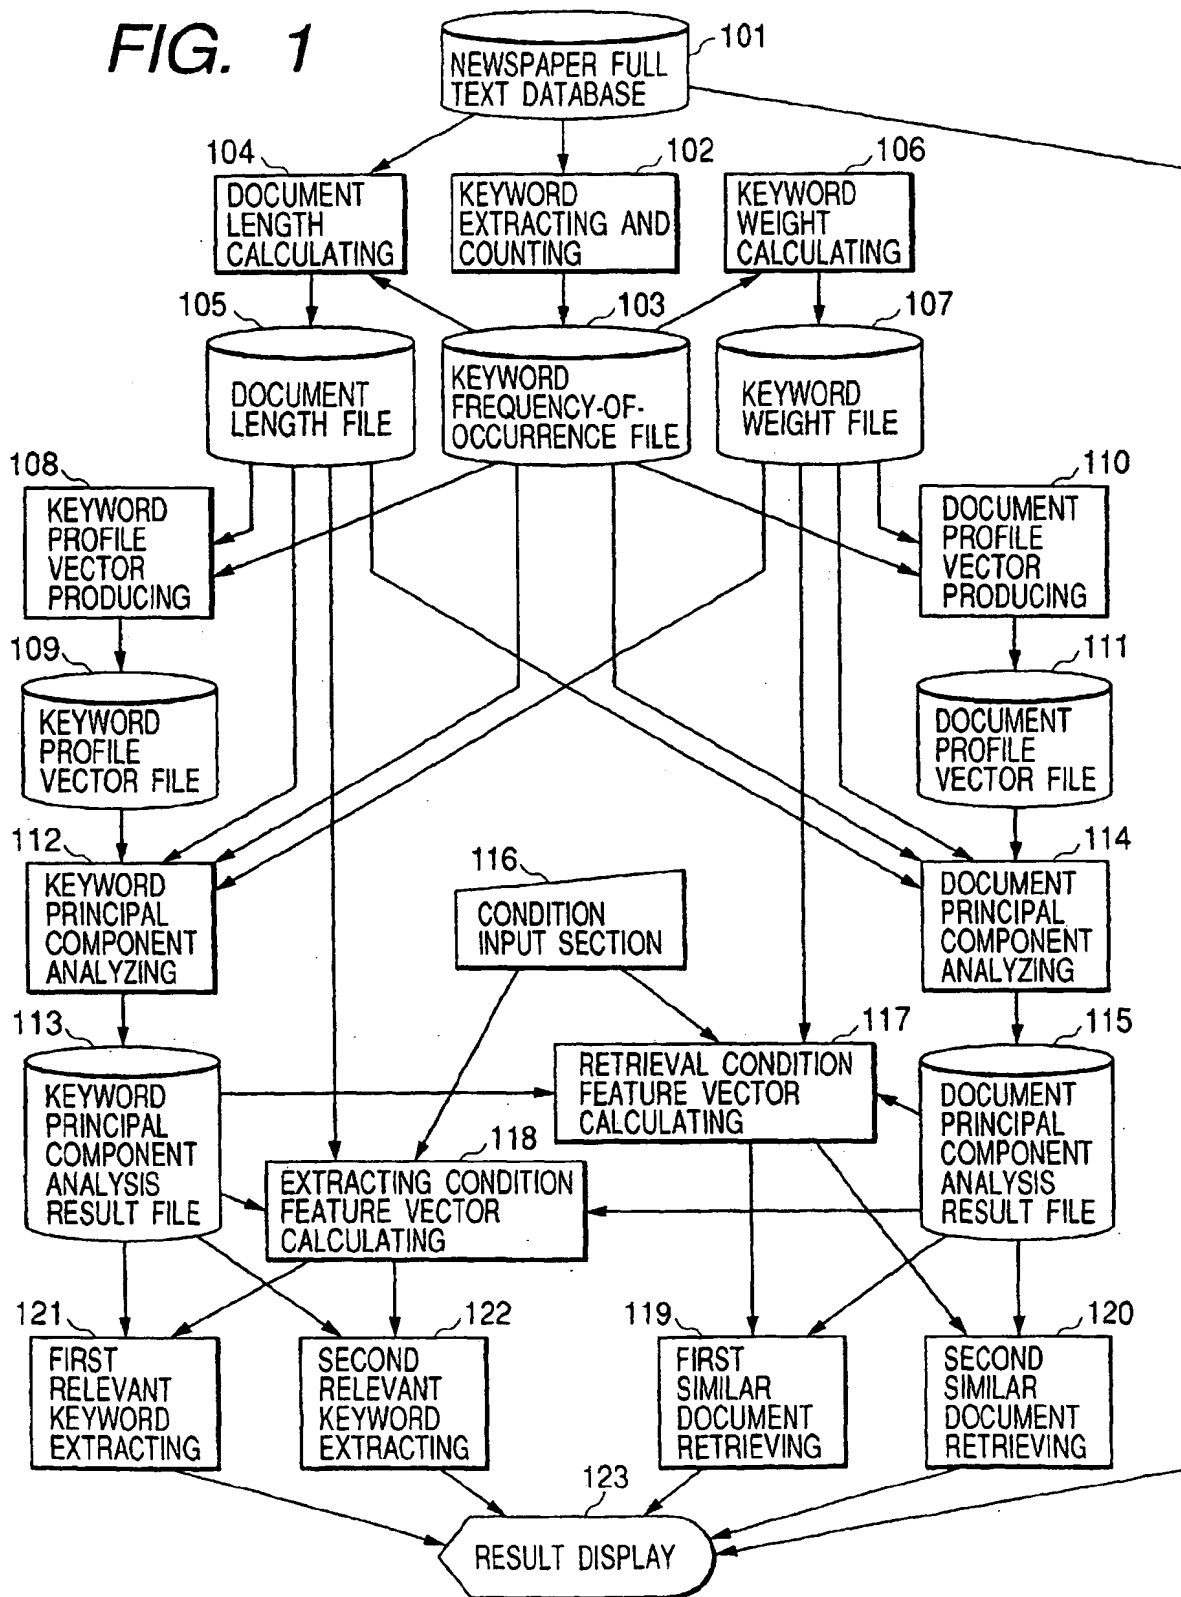 FIG. 1
101
NEWSPAPER FULL
TEXT DATABASE
104
DOCUMENT
LENGTH
CALCULATING
102
KEYWORD
EXTRACTING AND
COUNTING
106
KEYWORD
WEIGHT
CALCULATING
105
DOCUMENT
LENGTH FILE
103
KEYWORD
FREQUENCY-OF-
OCCURRENCE FILE
107
KEYWORD
WEIGHT FILE
108
KEYWORD
PROFILE
VECTOR
PRODUCING
110
DOCUMENT
PROFILE
VECTOR
PRODUCING
109
KEYWORD
PROFILE
VECTOR FILE
111
DOCUMENT
PROFILE
VECTOR FILE
112
KEYWORD
PRINCIPAL
COMPONENT
ANALYZING
116
CONDITION
INPUT SECTION
114
DOCUMENT
PRINCIPAL
COMPONENT
ANALYZING
113
KEYWORD
PRINCIPAL
COMPONENT
ANALYSIS
RESULT FILE
117
RETRIEVAL CONDITION
FEATURE VECTOR
CALCULATING
115
DOCUMENT
PRINCIPAL
COMPONENT
ANALYSIS
RESULT FILE
118
EXTRACTING CONDITION
FEATURE VECTOR
CALCULATING
121
FIRST
RELEVANT
KEYWORD
EXTRACTING
122
SECOND
RELEVANT
KEYWORD
EXTRACTING
119
FIRST
SIMILAR
DOCUMENT
RETRIEVING
120
SECOND
SIMILAR
DOCUMENT
RETRIEVING
123
RESULT DISPLAY